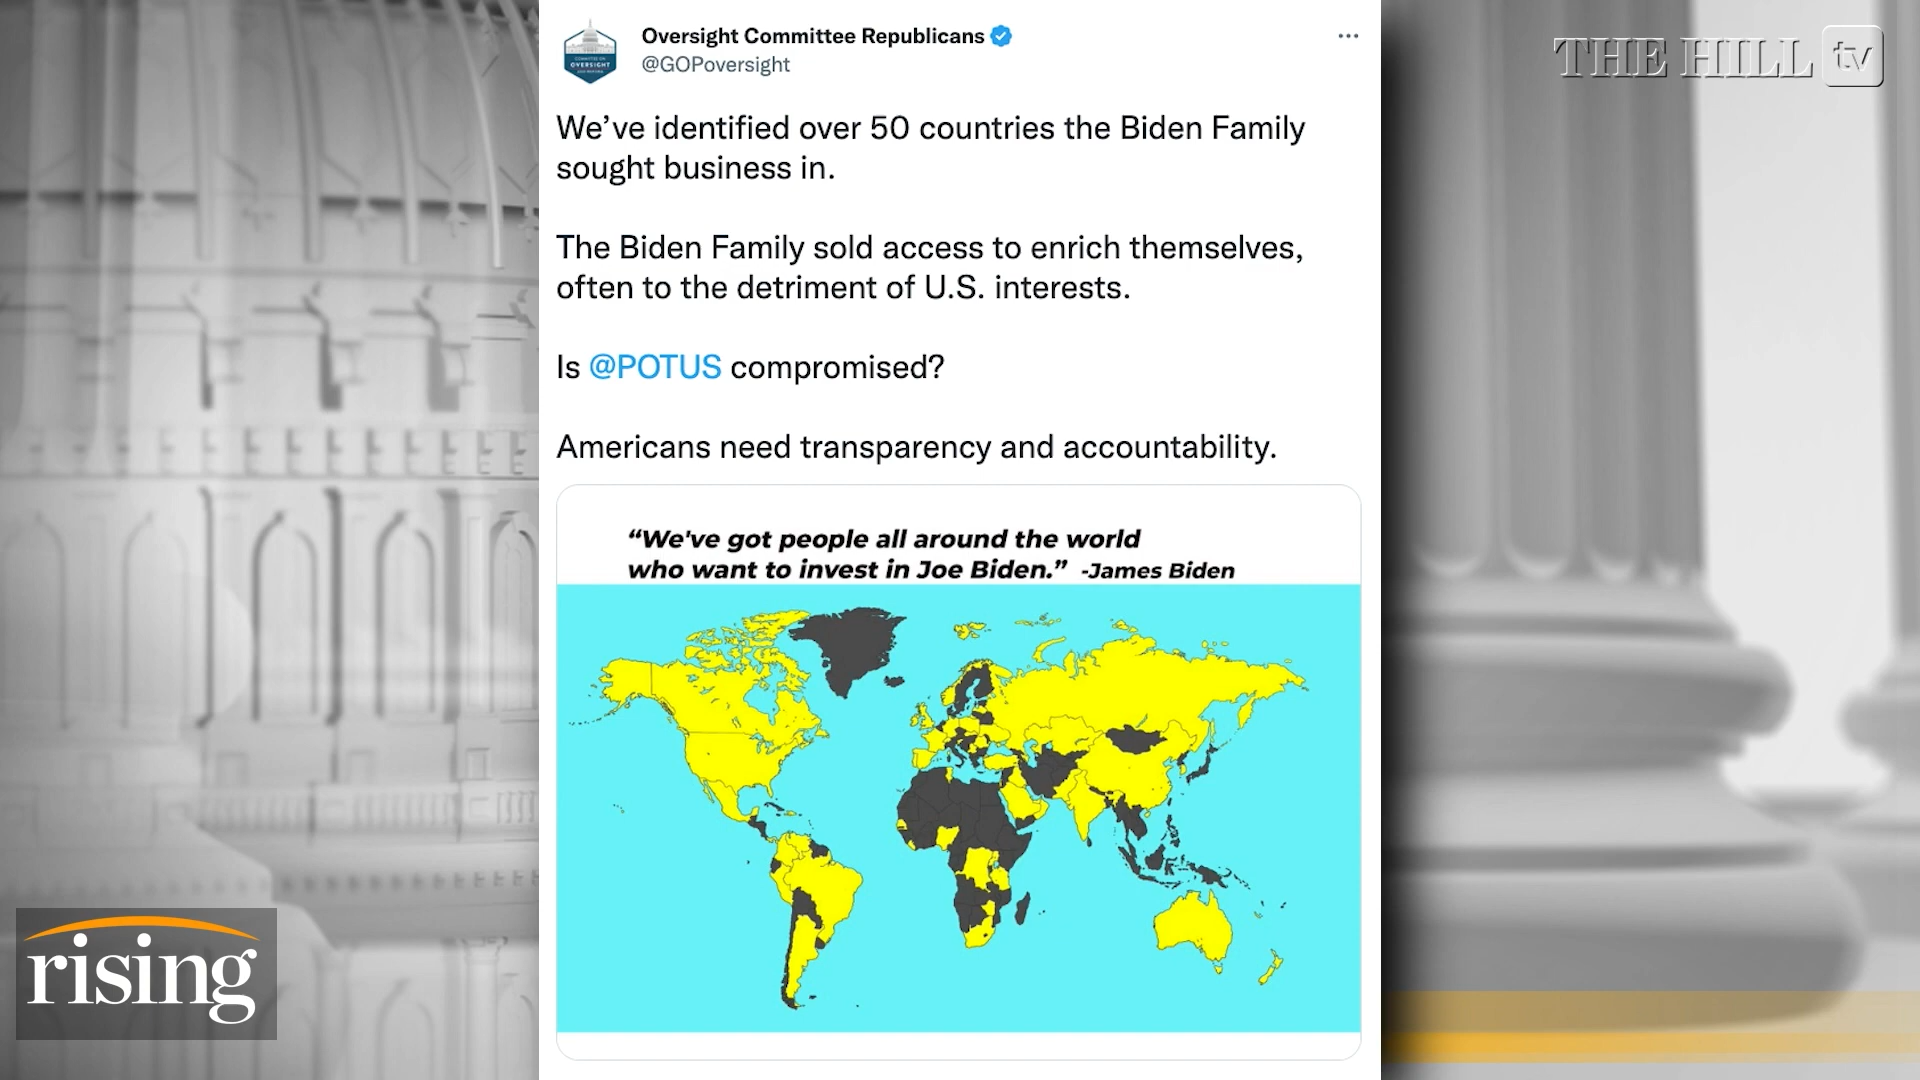 Oversight Committee Republicans
@GOPoversight
THE HILL tv
We’ve identified over 50 countries the Biden Family
sought business in.
The Biden Family sold access to enrich themselves,
often to the detriment of U.S. interests.
Is @POTUS compromised?
Americans need transparency and accountability.
“We've got people all around the world
who want to invest in Joe Biden.” -James Biden
rising